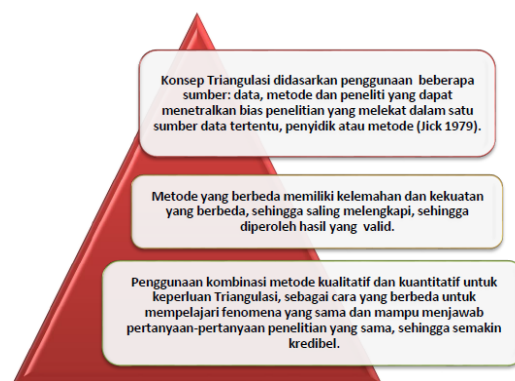 Konsep Triangulasi didasarkan penggunaan beberapa
sumber: data, metode dan peneliti yang dapat
menetralkan bias penelitian yang melekat dalam satu
sumber data tertentu, penyidik atau metode (Jick 1979).
Metode yang berbeda memiliki kelemahan dan kekuatan
yang berbeda, sehingga saling melengkapi, sehingga
diperoleh hasil yang valid.
Penggunaan kombinasi metode kualitatif dan kuantitatif untuk
keperluan Triangulasi, sebagai cara yang berbeda untuk
mempelajari fenomena yang sama dan mampu menjawab
pertanyaan-pertanyaan penelitian yang sama, sehingga semakin
kredibel.